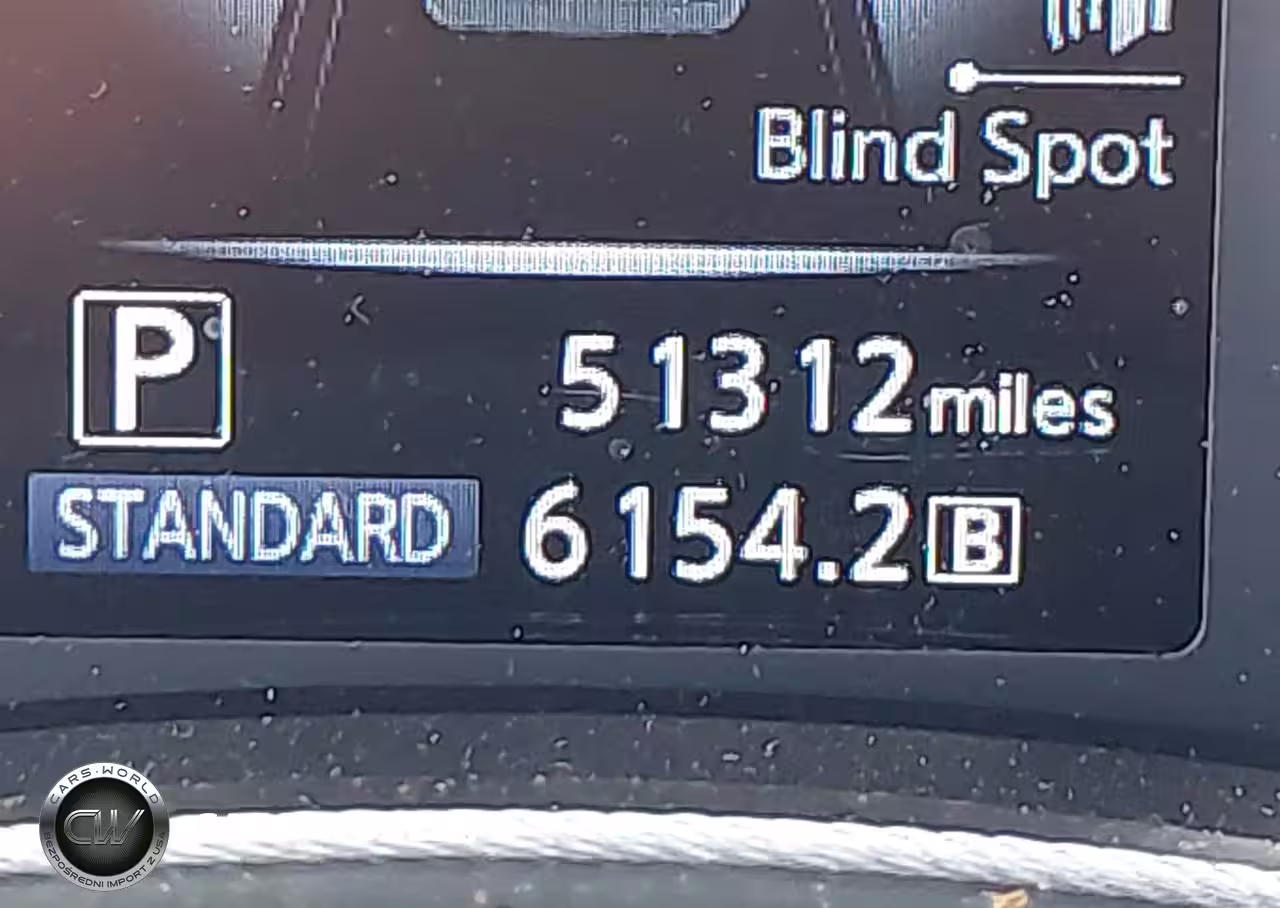 Blind Spot
P 51312 miles
STANDARD 6154.2 B
CARS·WORLD
CW
BEZPOŚREDNI IMPORT Z USA